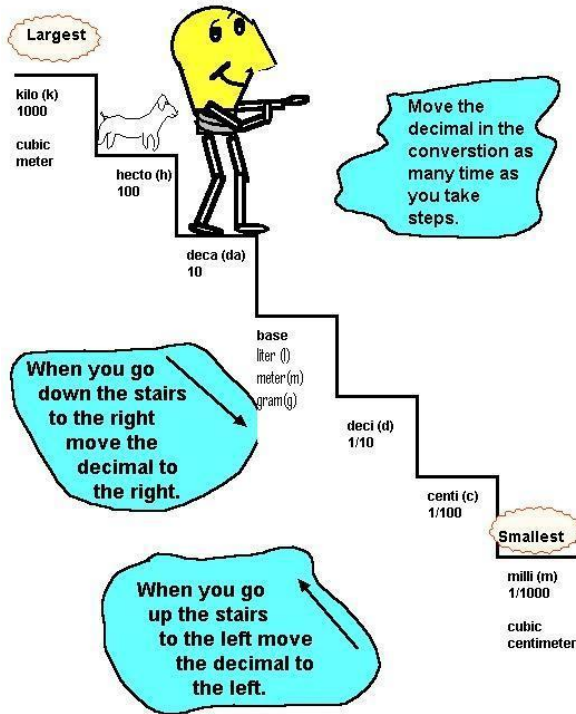 Largest
kilo (k)
1000
cubic
meter
hecto (h)
100
deca (da)
10
Move the
decimal in the
converstion as
many time as
you take
steps.
base
liter (l)
meter(m)
gram(g)
When you go
down the stairs
to the right
move the
decimal to
the right.
deci (d)
1/10
centi (c)
1/100
Smallest
milli (m)
1/1000
cubic
centimeter
When you go
up the stairs
to the left move
the decimal to
the left.